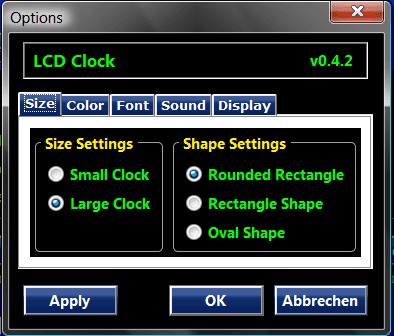 Options
LCD Clock v0.4.2
Size Color Font Sound Display
Size Settings Shape Settings
Small Clock Rounded Rectangle
Large Clock Rectangle Shape
Oval Shape
Apply OK Abbrechen